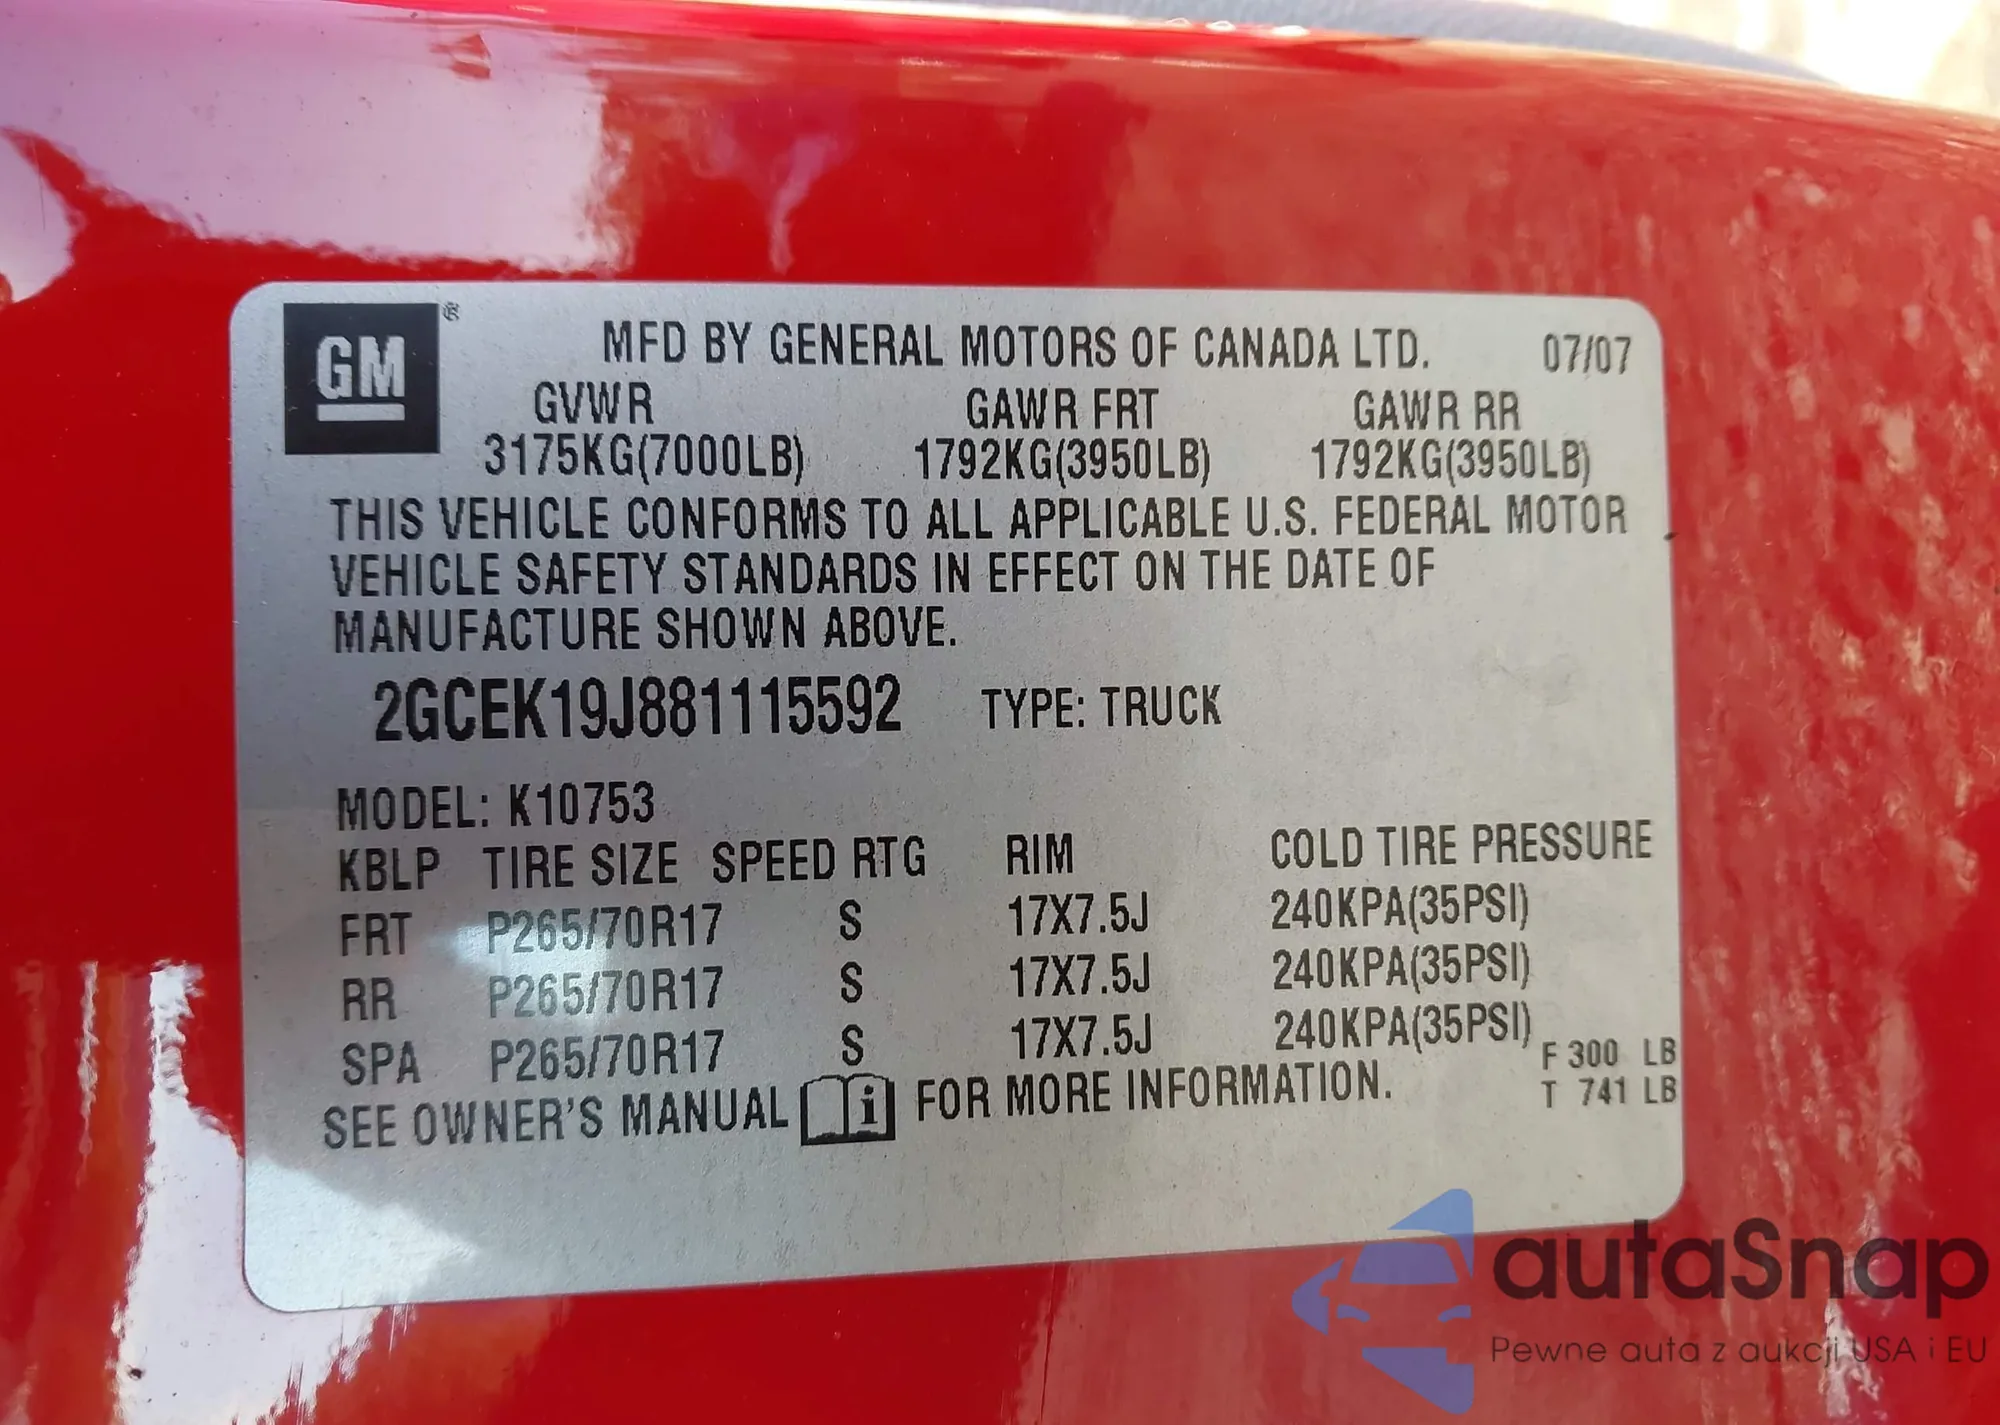 GM ®
MFD BY GENERAL MOTORS OF CANADA LTD. 07/07
GVWR GAWR FRT GAWR RR
3175KG(7000LB) 1792KG(3950LB) 1792KG(3950LB)
THIS VEHICLE CONFORMS TO ALL APPLICABLE U.S. FEDERAL MOTOR
VEHICLE SAFETY STANDARDS IN EFFECT ON THE DATE OF
MANUFACTURE SHOWN ABOVE.
2GCEK19J881115592 TYPE: TRUCK
MODEL: K10753
KBLP TIRE SIZE SPEED RTG RIM COLD TIRE PRESSURE
FRT P265/70R17 S 17X7.5J 240KPA(35PSI)
RR P265/70R17 S 17X7.5J 240KPA(35PSI)
SPA P265/70R17 S 17X7.5J 240KPA(35PSI)
F 300 LB
T 741 LB
SEE OWNER'S MANUAL i FOR MORE INFORMATION.
autaSnap
Pewne auta z aukcji USA i EU